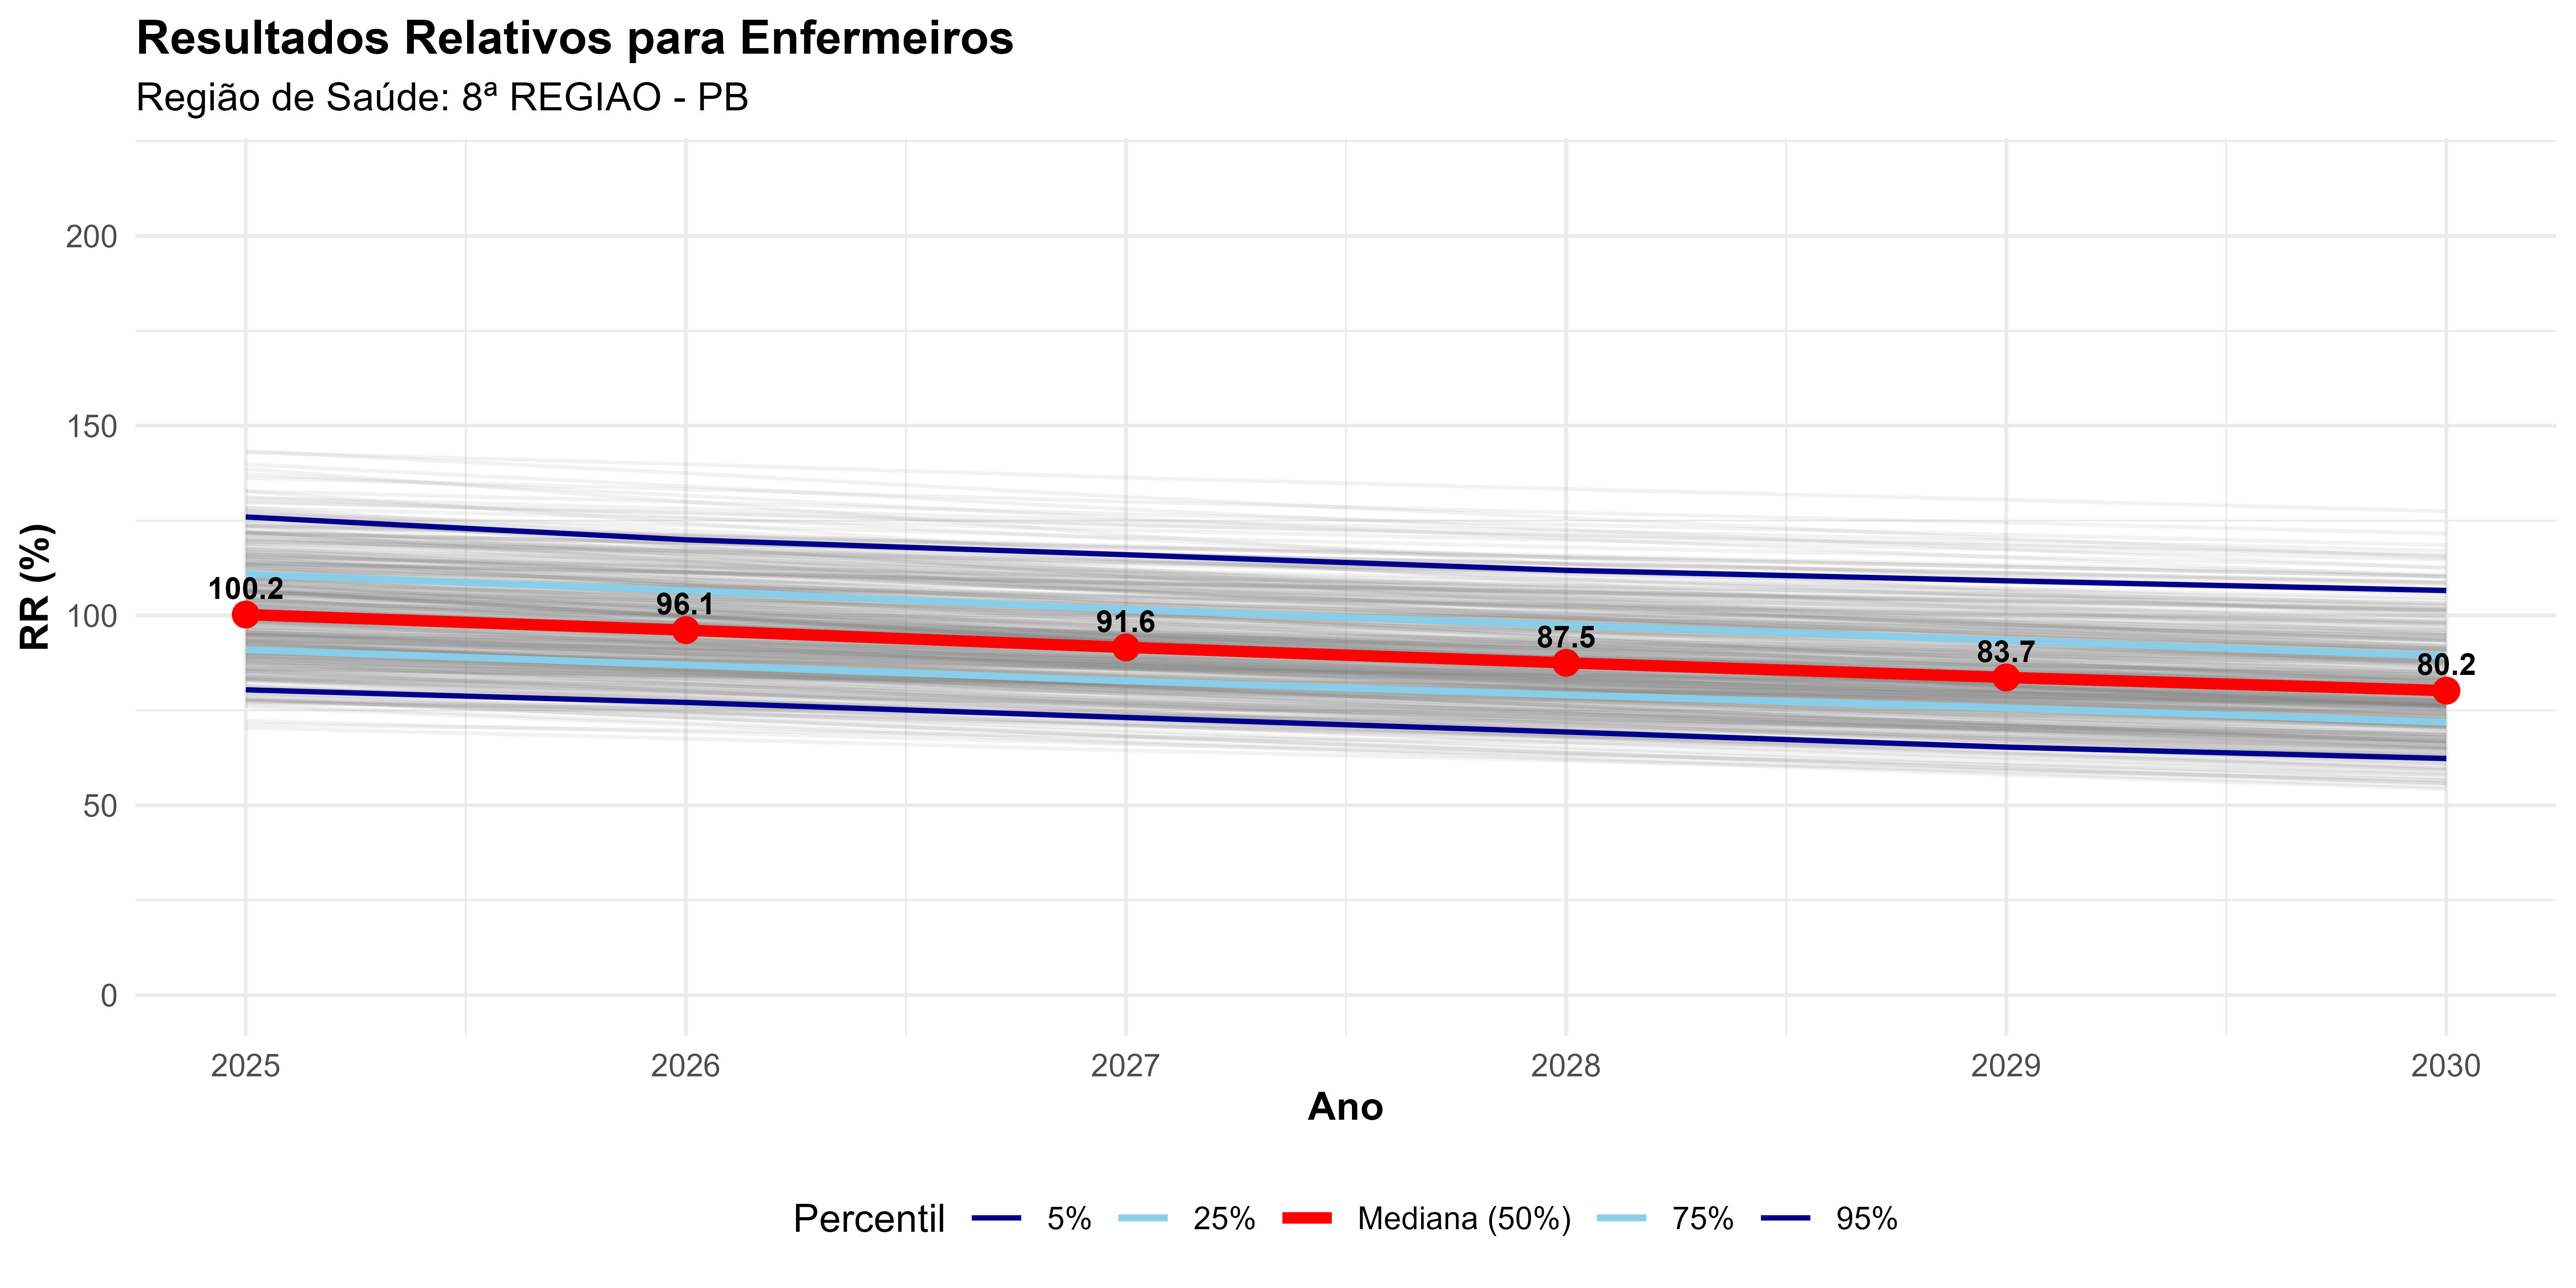 Resultados Relativos para Enfermeiros
Região de Saúde: 8ª REGIAO - PB
RR (%)
200
150
100
50
0
100.2
96.1
91.6
87.5
83.7
80.2
2025 2026 2027 2028 2029 2030
Ano
Percentil 5% 25% Mediana (50%) 75% 95%